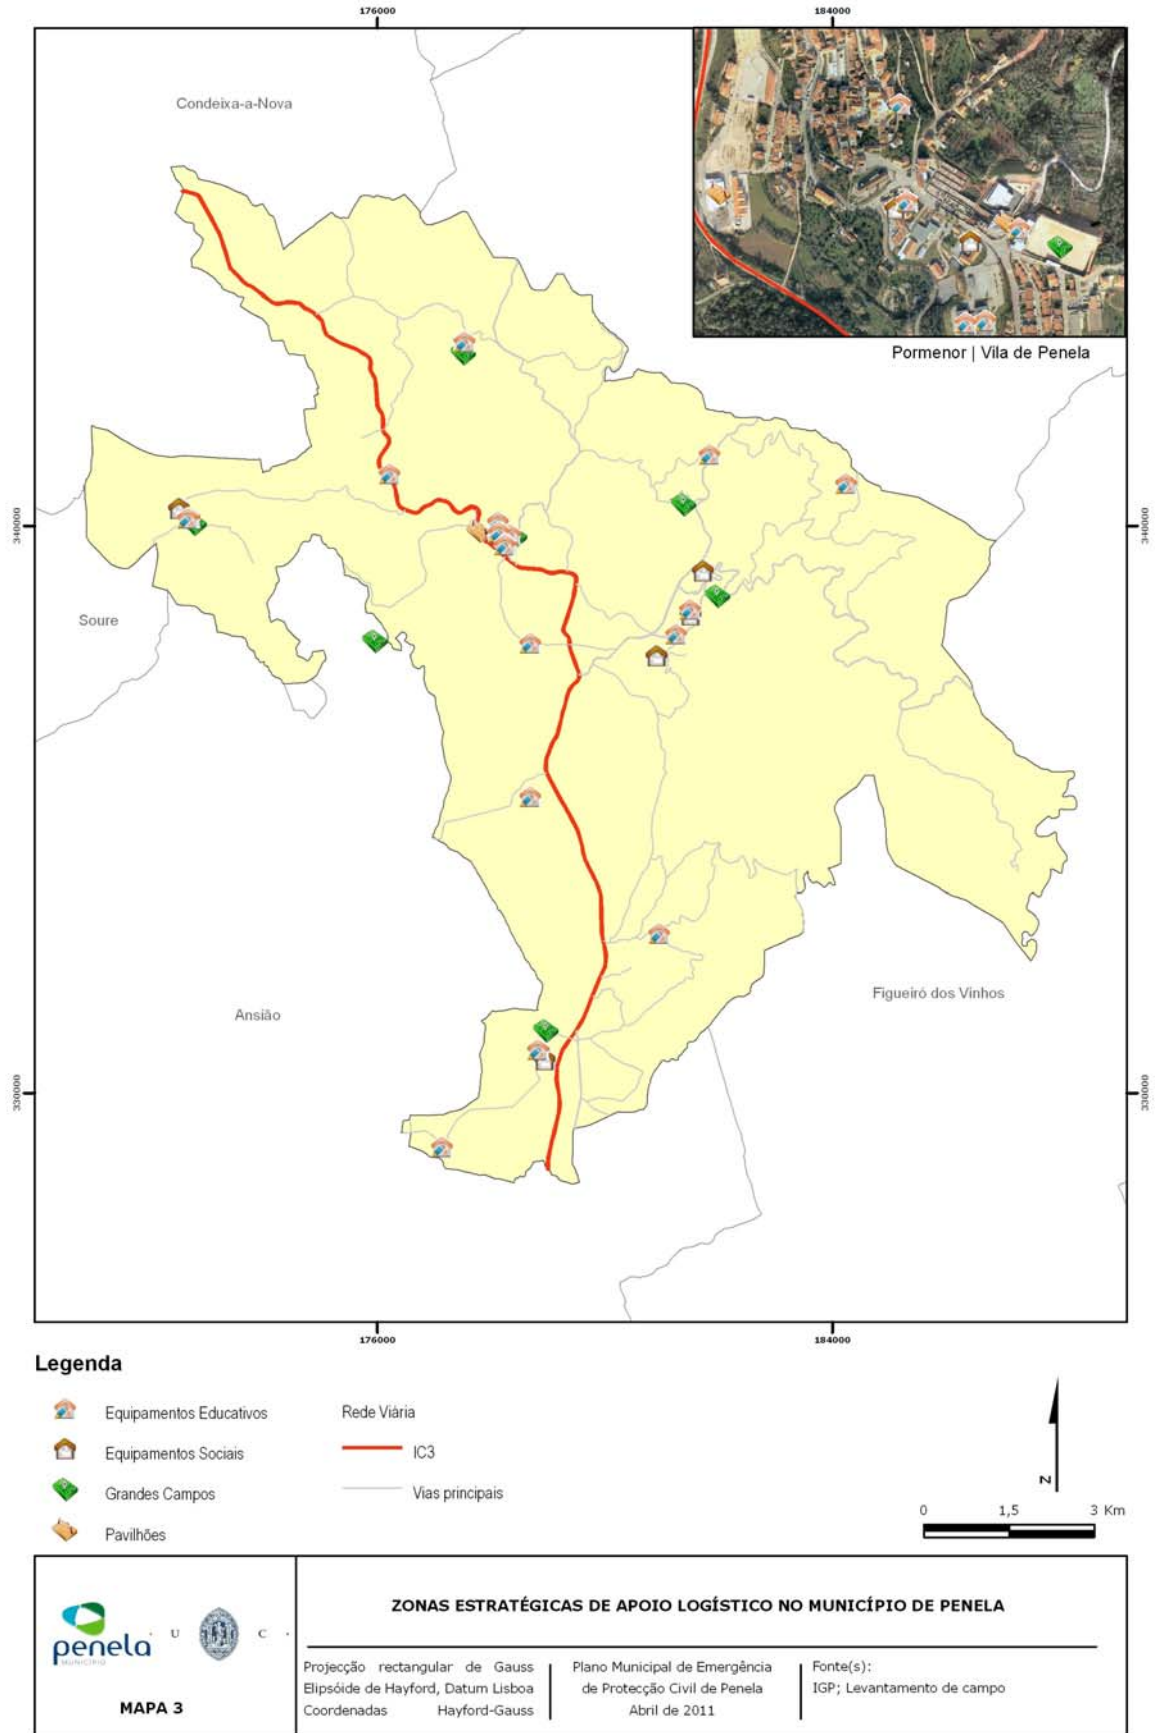 176000
184000
Condeixa-a-Nova
Pormenor | Vila de Penela
340000
340000
Soure
Ansião
Figueiró dos Vinhos
330000
330000
176000
184000
Legenda
Equipamentos Educativos
Equipamentos Sociais
Grandes Campos
Pavilhões
Rede Viária
IC3
Vias principais
N
0 1,5 3 Km
penela
MUNICÍPIO
U C
MAPA 3
ZONAS ESTRATÉGICAS DE APOIO LOGÍSTICO NO MUNICÍPIO DE PENELA
Projecção rectangular de Gauss
Elipsóide de Hayford, Datum Lisboa
Coordenadas Hayford-Gauss
Plano Municipal de Emergência
de Protecção Civil de Penela
Abril de 2011
Fonte(s):
IGP; Levantamento de campo